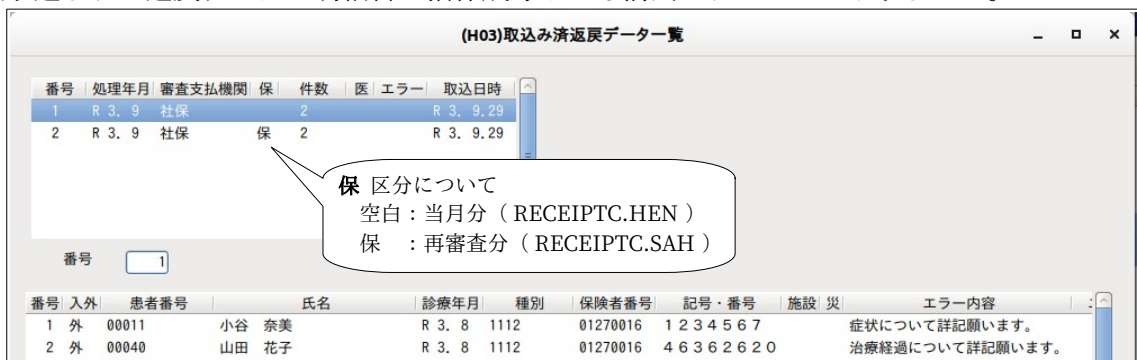 (H03)取込み済返戻データ一覧
番号 処理年月 審査支払機関 保 件数 医 エラー 取込日時
1 R 3. 9 社保 2 R 3. 9.29
2 R 3. 9 社保 保 2 R 3. 9.29
保 区分について
空白：当月分（ RECEIPTC.HEN ）
保 ：再審査分（ RECEIPTC.SAH ）
番号 1
番号 入外 患者番号 氏名 診療年月 種別 保険者番号 記号・番号 施設 災 エラー内容
1 外 00011 小谷 奈美 R 3. 8 1112 01270016 １２３４５６７ 症状について詳記願います。
2 外 00040 山田 花子 R 3. 8 1112 01270016 ４６３６２６２０ 治療経過について詳記願います。